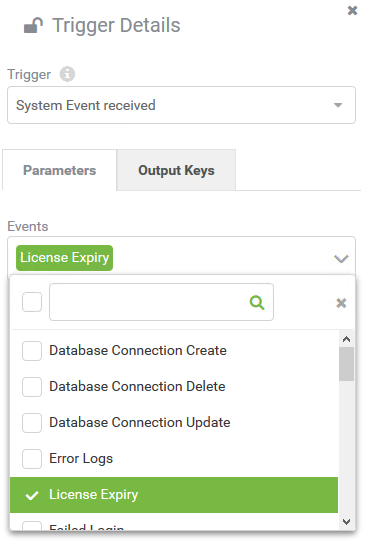 Trigger Details
Trigger
System Event received
Parameters
Output Keys
Events
License Expiry
Database Connection Create
Database Connection Delete
Database Connection Update
Error Logs
License Expiry
Failed Login